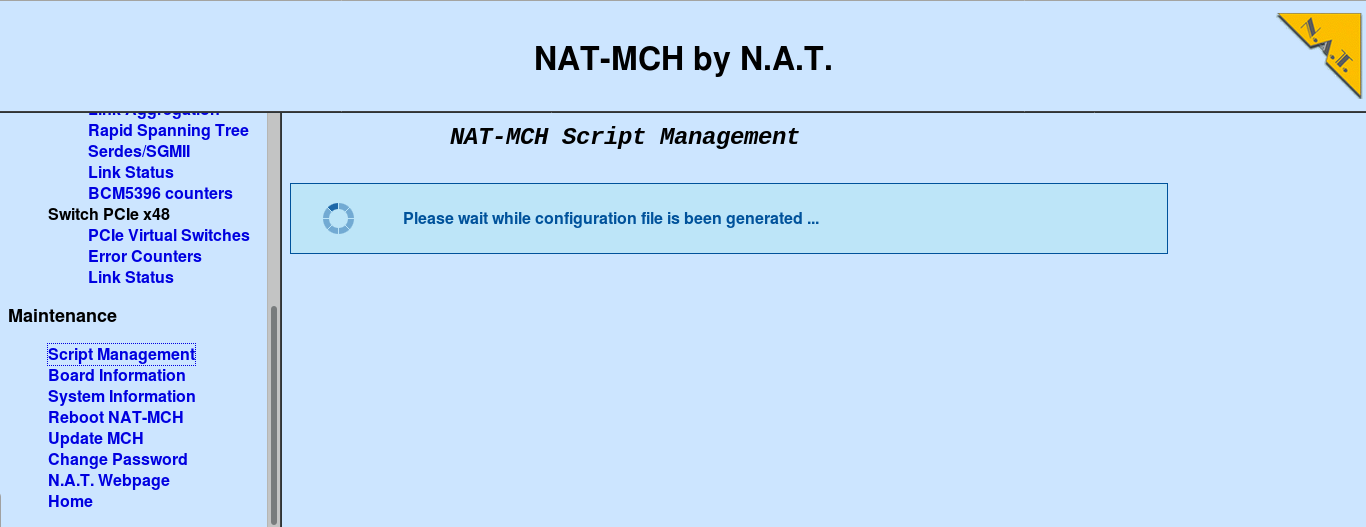 NAT-MCH by N.A.T.
N.A.T.
Link Aggregation
Rapid Spanning Tree
Serdes/SGMII
Link Status
BCM5396 counters
Switch PCIe x48
PCIe Virtual Switches
Error Counters
Link Status
Maintenance
Script Management
Board Information
System Information
Reboot NAT-MCH
Update MCH
Change Password
N.A.T. Webpage
Home
NAT-MCH Script Management
Please wait while configuration file is been generated ...